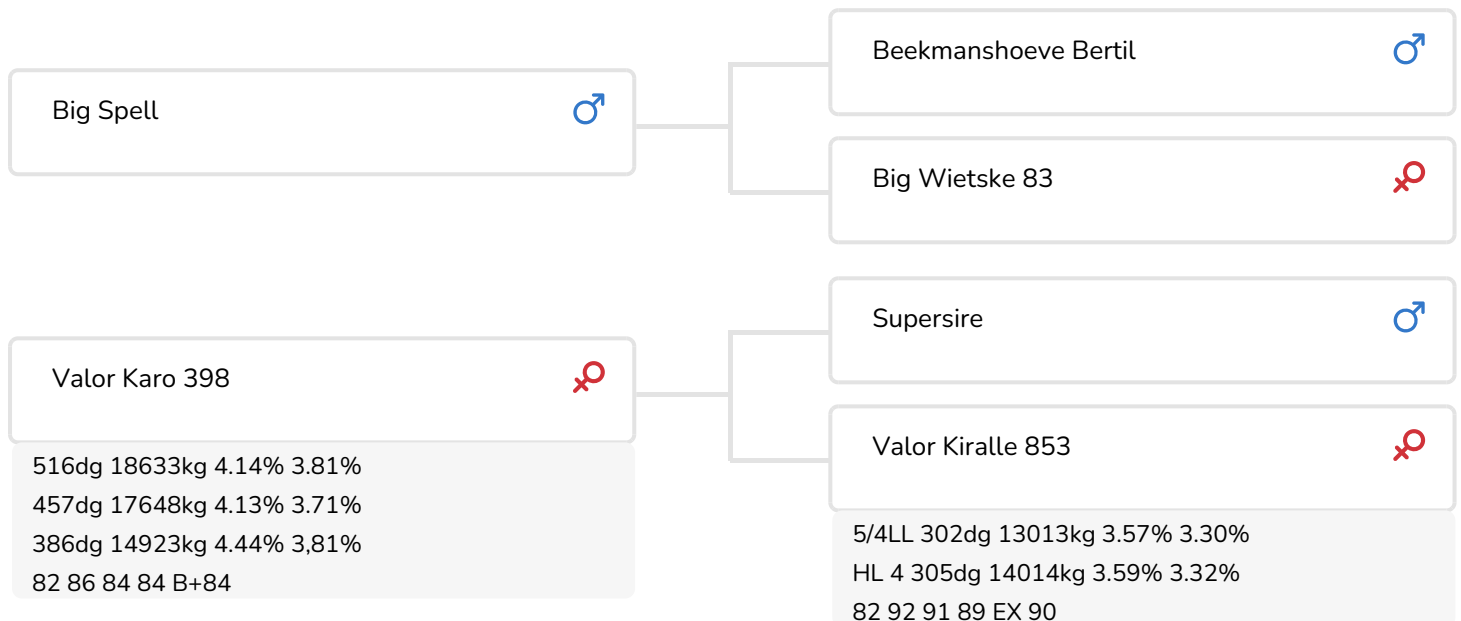 Big Spell
Beekmanshoeve Bertil
Big Wietske 83
Valor Karo 398
516dg 18633kg 4.14% 3.81%
457dg 17648kg 4.13% 3.71%
386dg 14923kg 4.44% 3,81%
82 86 84 84 B+84
Supersire
Valor Kiralle 853
5/4LL 302dg 13013kg 3.57% 3.30%
HL 4 305dg 14014kg 3.59% 3.32%
82 92 91 89 EX 90